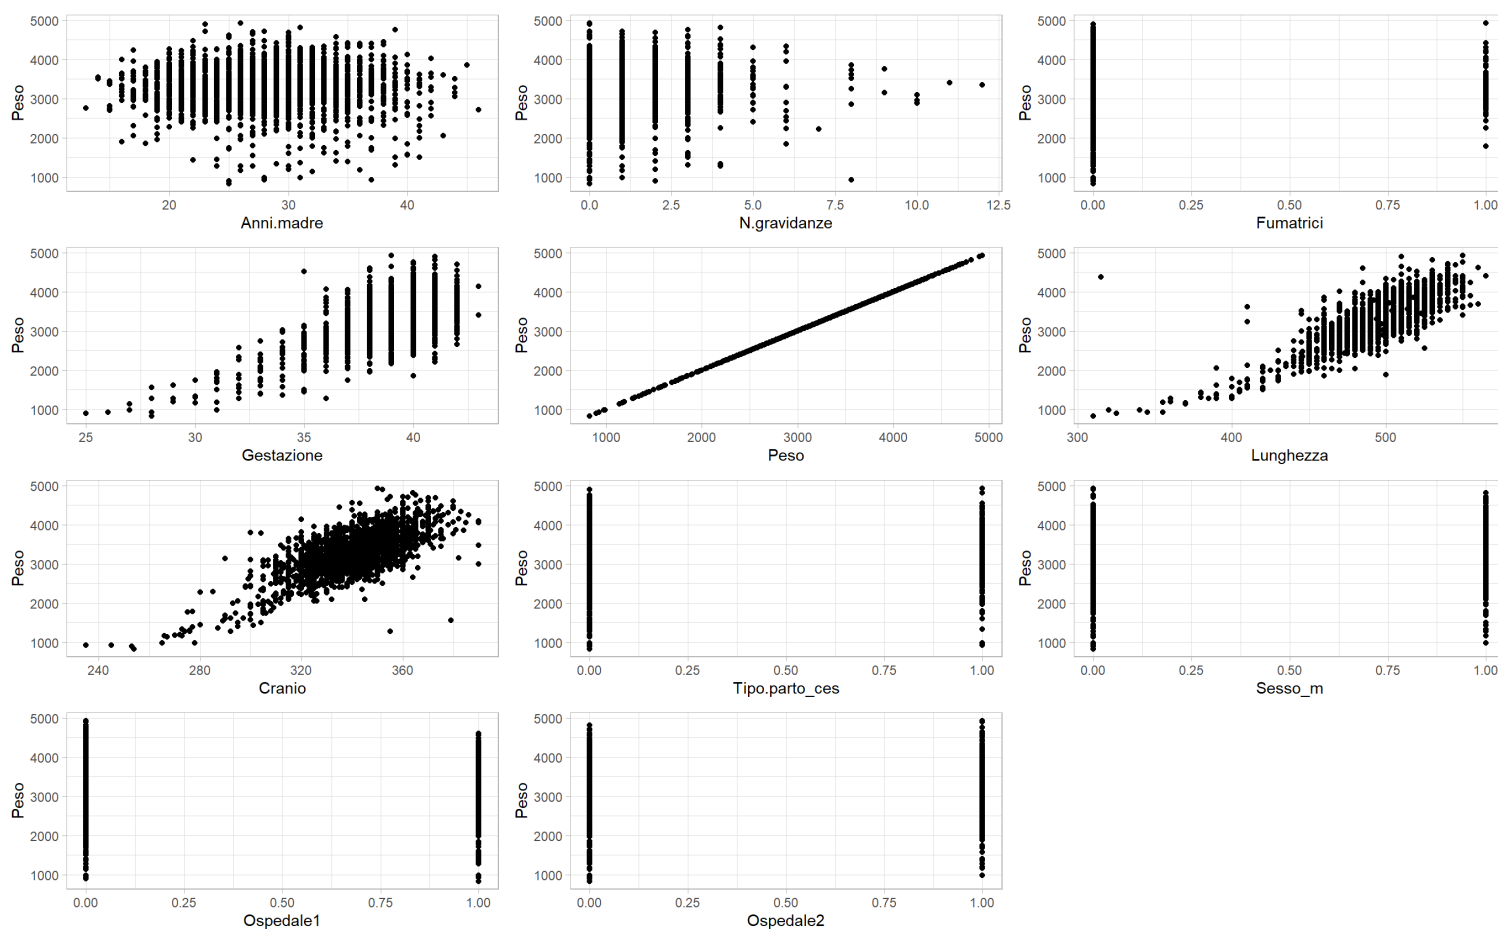 Peso
5000
4000
3000
2000
1000
20 30 40
Anni.madre
Peso
5000
4000
3000
2000
1000
0.0 2.5 5.0 7.5 10.0 12.5
N.gravidanze
Peso
5000
4000
3000
2000
1000
0.00 0.25 0.50 0.75 1.00
Fumatrici
Peso
5000
4000
3000
2000
1000
25 30 35 40
Gestazione
Peso
5000
4000
3000
2000
1000
1000 2000 3000 4000 5000
Peso
Peso
5000
4000
3000
2000
1000
300 400 500
Lunghezza
Peso
5000
4000
3000
2000
1000
240 280 320 360
Cranio
Peso
5000
4000
3000
2000
1000
0.00 0.25 0.50 0.75 1.00
Tipo.parto_ces
Peso
5000
4000
3000
2000
1000
0.00 0.25 0.50 0.75 1.00
Sesso_m
Peso
5000
4000
3000
2000
1000
0.00 0.25 0.50 0.75 1.00
Ospedale1
Peso
5000
4000
3000
2000
1000
0.00 0.25 0.50 0.75 1.00
Ospedale2